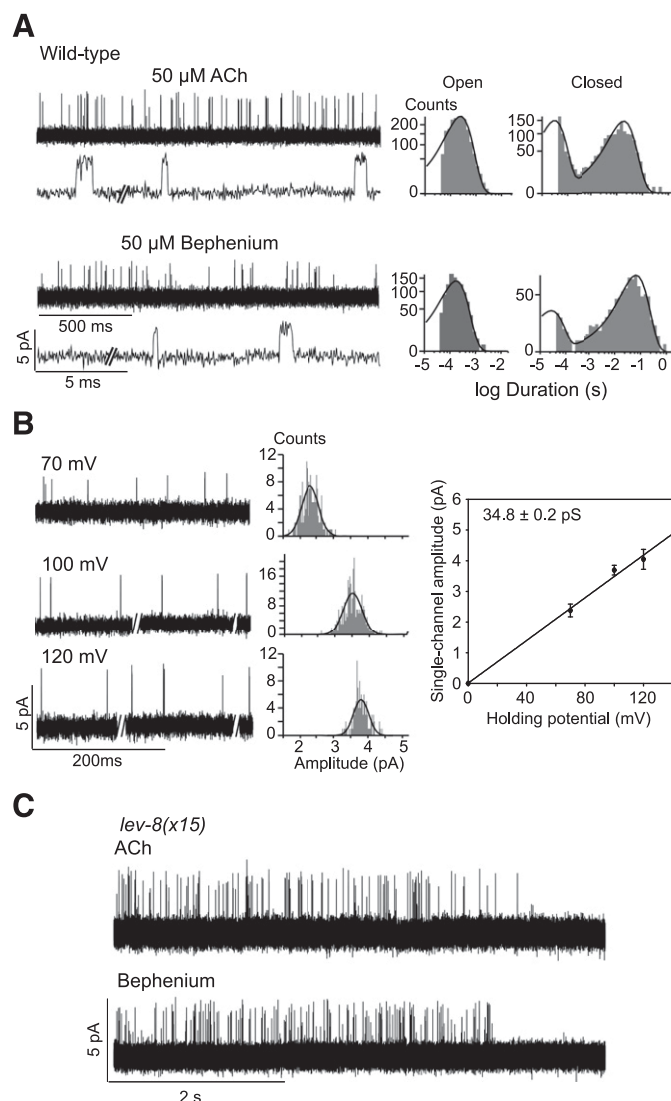 A
Wild-type
50 µM ACh
Open
Closed
Counts
200
100
0
150
100
50
0
50 µM Bephenium
500 ms
5 pA
5 ms
150
100
50
0
50
0
-5 -4 -3 -2
-5 -4 -3 -2 -1 0
log Duration (s)
B
Counts
70 mV
12
8
4
0
100 mV
16
8
0
120 mV
12
8
4
0
5 pA
200ms
2 3 4 5
Amplitude (pA)
34.8 ± 0.2 pS
Single-channel amplitude (pA)
6
5
4
3
2
1
0
0 40 80 120
Holding potential (mV)
C
lev-8(x15)
ACh
Bephenium
5 pA
2 s